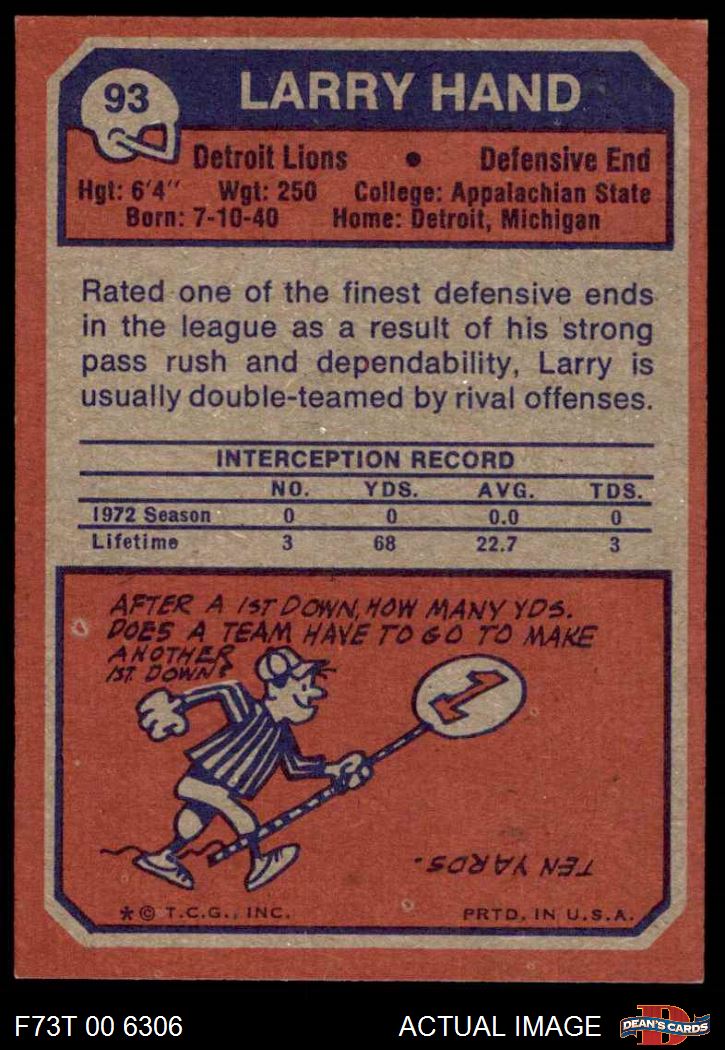 93
LARRY HAND
Detroit Lions • Defensive End
Hgt: 6'4" Wgt: 250 College: Appalachian State
Born: 7-10-40 Home: Detroit, Michigan
Rated one of the finest defensive ends
in the league as a result of his strong
pass rush and dependability, Larry is
usually double-teamed by rival offenses.
INTERCEPTION RECORD
NO. YDS. AVG. TDS.
1972 Season 0 0 0.0 0
Lifetime 3 68 22.7 3
AFTER A 1ST DOWN, HOW MANY YDS.
DOES A TEAM HAVE TO GO TO MAKE
ANOTHER
1ST. DOWN?
1
TEN YARDS.
* © T.C.G., INC. PRTD. IN U.S.A.
F73T 00 6306 ACTUAL IMAGE
D
DEAN'S CARDS